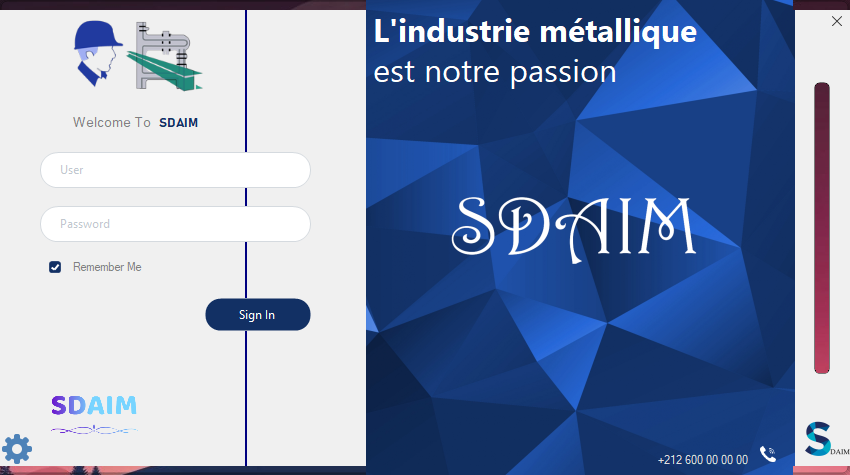 Welcome To SDAIM
User
Password
Remember Me
Sign In
SDAIM
L'industrie métallique
est notre passion
SDAIM
+212 600 00 00 00
SDAIM